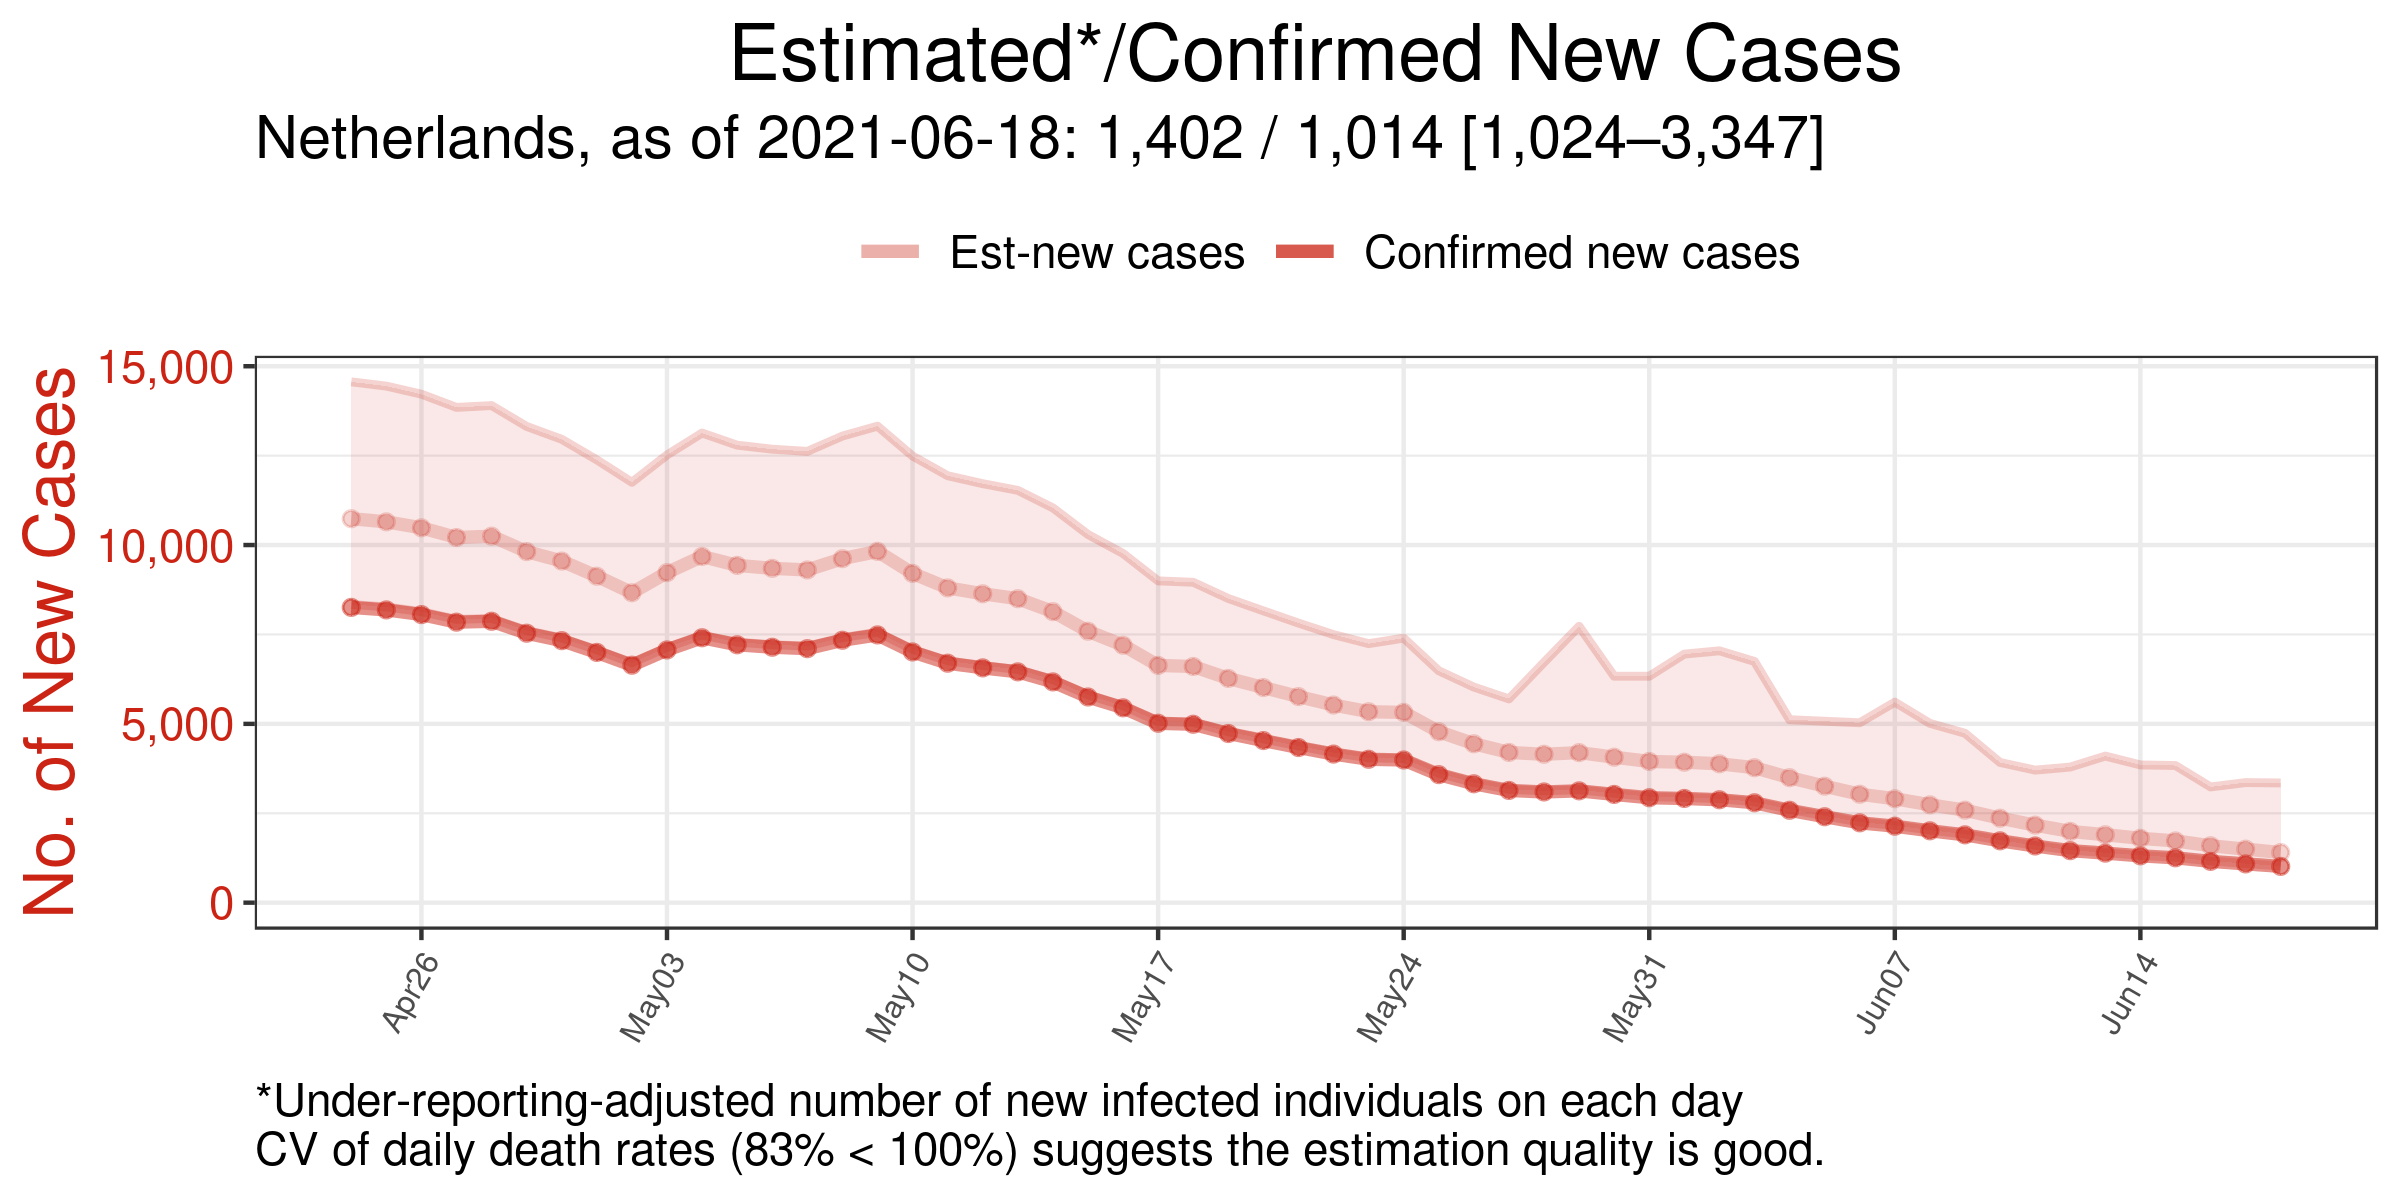 Estimated*/Confirmed New Cases
Netherlands, as of 2021-06-18: 1,402 / 1,014 [1,024–3,347]
Est-new cases
Confirmed new cases
No. of New Cases
15,000
10,000
5,000
0
Apr26
May03
May10
May17
May24
May31
Jun07
Jun14
*Under-reporting-adjusted number of new infected individuals on each day
CV of daily death rates (83% < 100%) suggests the estimation quality is good.